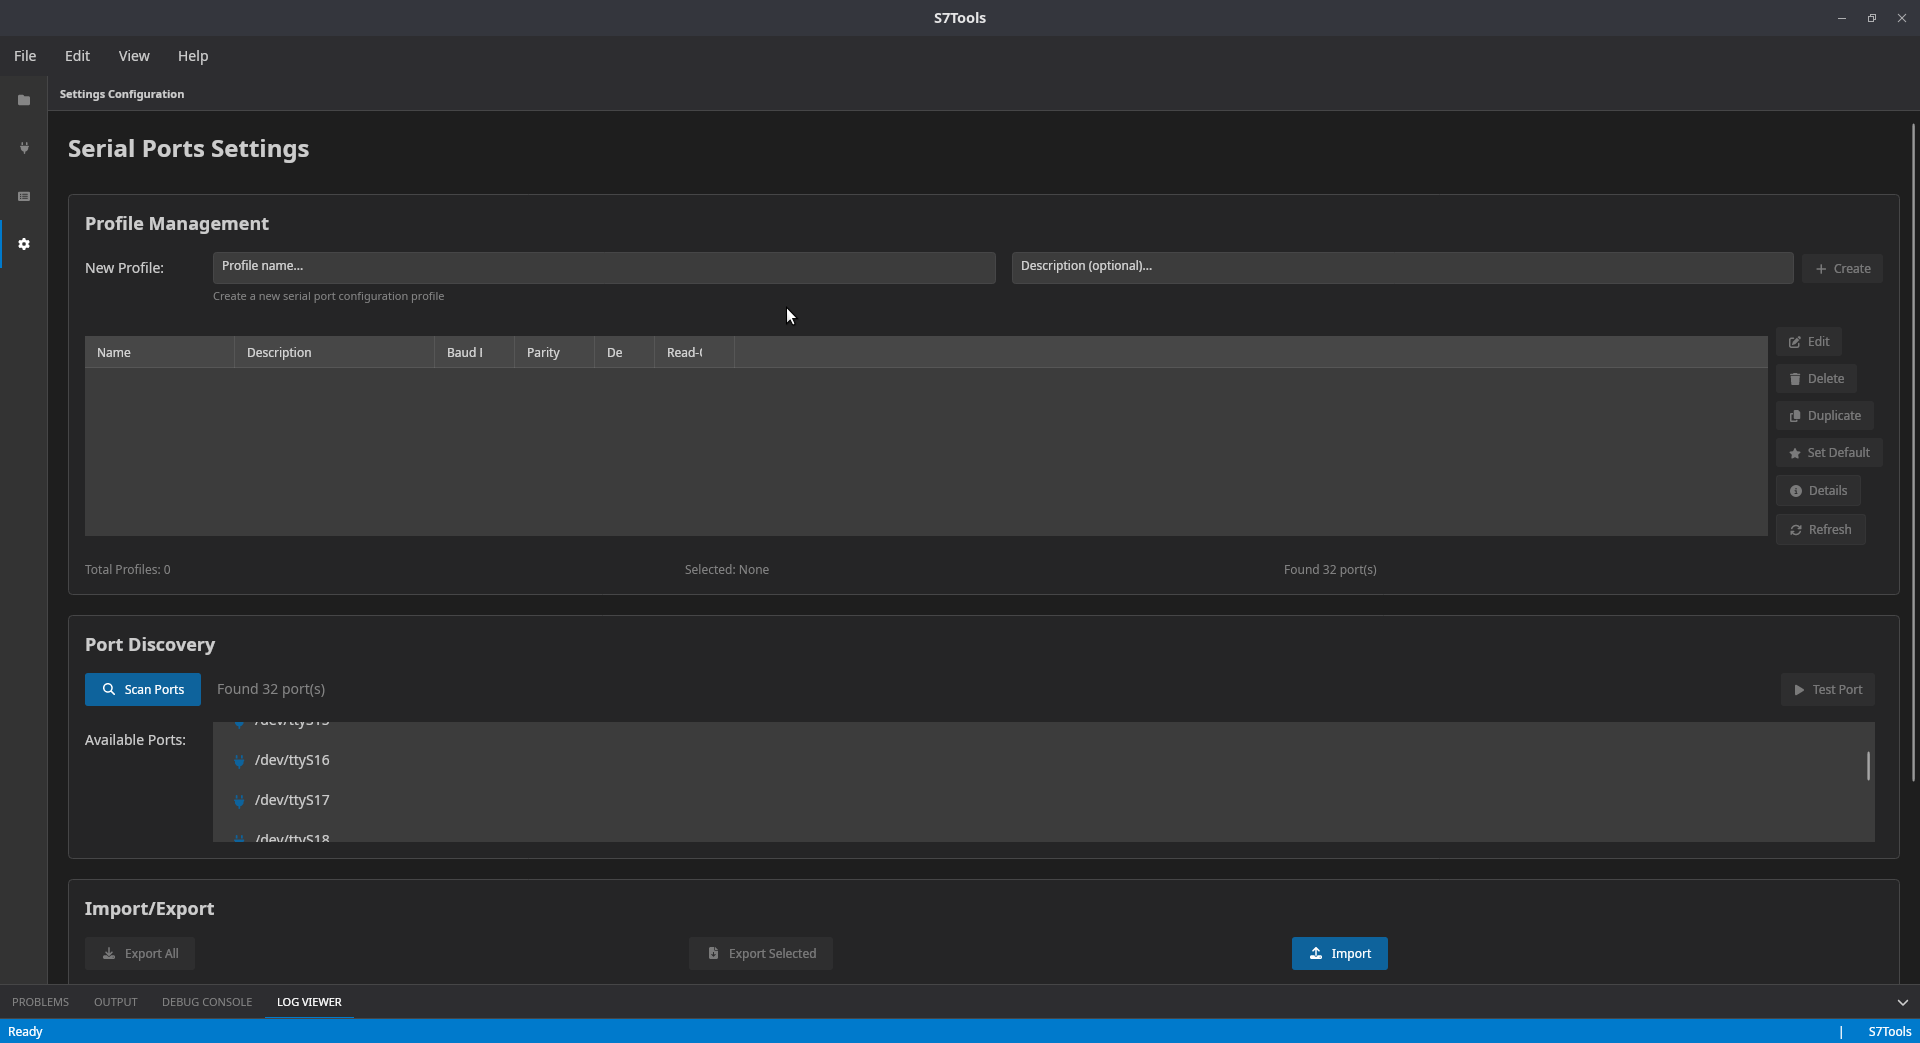 S7Tools
File Edit View Help
Settings Configuration
Serial Ports Settings
Profile Management
New Profile: Profile name... Description (optional)... Create
Create a new serial port configuration profile
Name Description Baud Parity De Read-
Edit
Delete
Duplicate
Set Default
Details
Refresh
Total Profiles: 0 Selected: None Found 32 port(s)
Port Discovery
Scan Ports Found 32 port(s) Test Port
/dev/ttyS15
Available Ports:
/dev/ttyS16
/dev/ttyS17
/dev/ttyS18
Import/Export
Export All Export Selected Import
PROBLEMS OUTPUT DEBUG CONSOLE LOG VIEWER
Ready | S7Tools